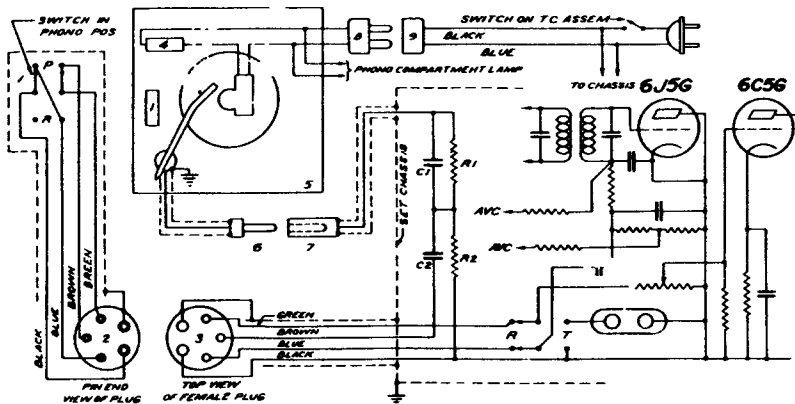 SWITCH IN
PHONO POS
P
R
BLACK
BLUE
BROWN
GREEN
2
PIN END
VIEW OF PLUG
4
1
5
8
9
SWITCH ON TC ASSEM
BLACK
BLUE
PHONO COMPARTMENT LAMP
6
7
SET CHASSIS
C1
R1
C2
R2
TO CHASSIS
6J5G
6C5G
AVC
AVC
3
GREEN
BROWN
BLUE
BLACK
TOP VIEW
OF FEMALE PLUG
R
T